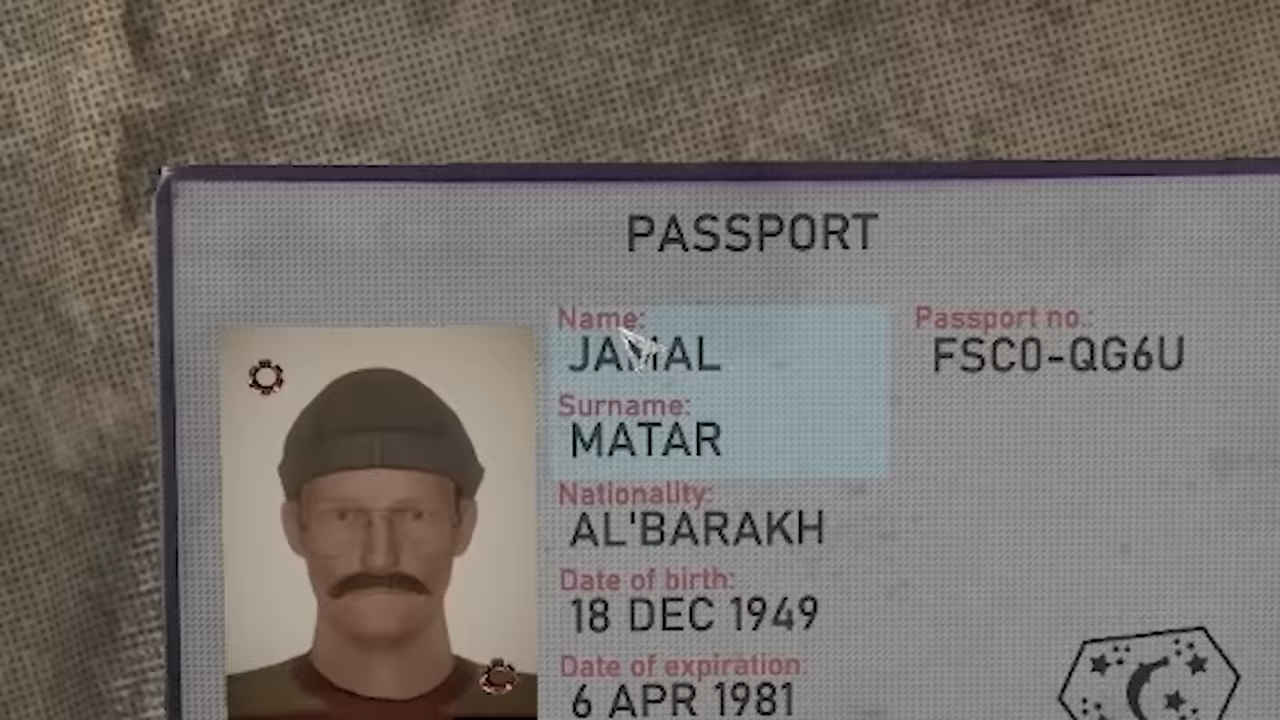 PASSPORT
Name:
JAMAL
Surname:
MATAR
Nationality:
AL'BARAKH
Date of birth:
18 DEC 1949
Date of expiration:
6 APR 1981
Passport no.:
FSC0-QG6U